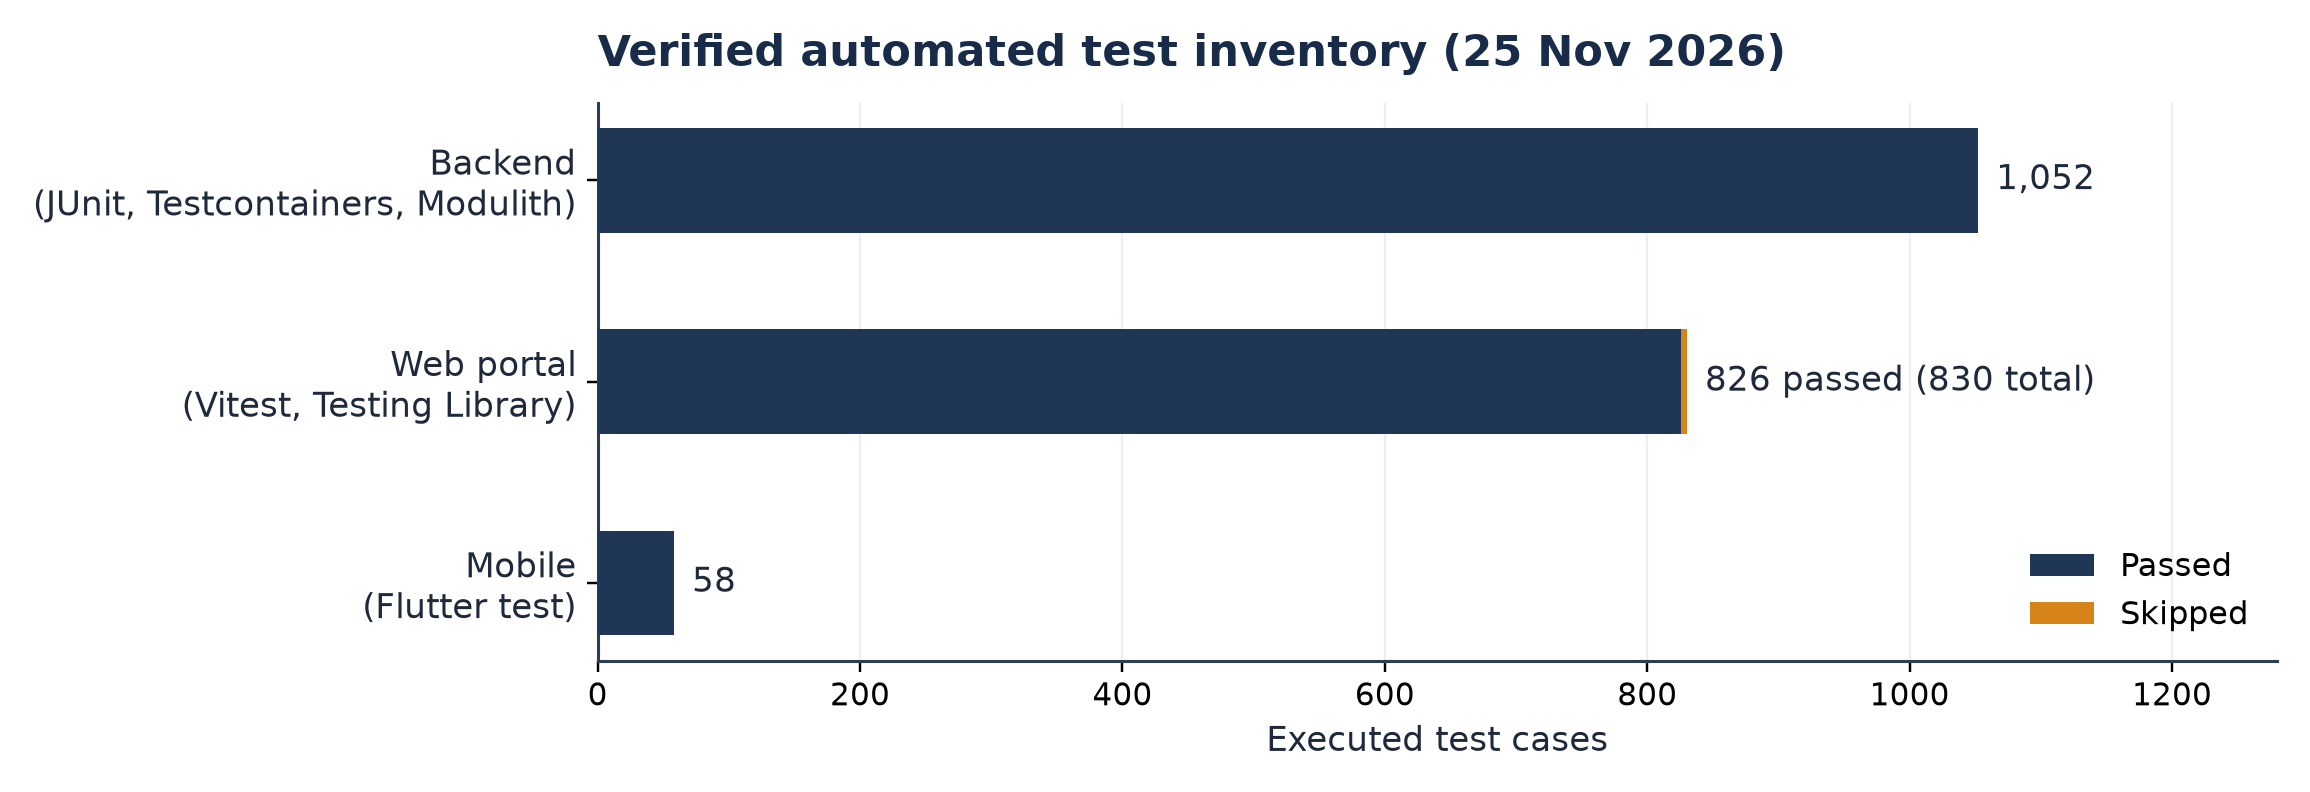 Verified automated test inventory (25 Nov 2026)
Backend
(JUnit, Testcontainers, Modulith)
1,052
Web portal
(Vitest, Testing Library)
826 passed (830 total)
Mobile
(Flutter test)
58
Passed
Skipped
0 200 400 600 800 1000 1200
Executed test cases